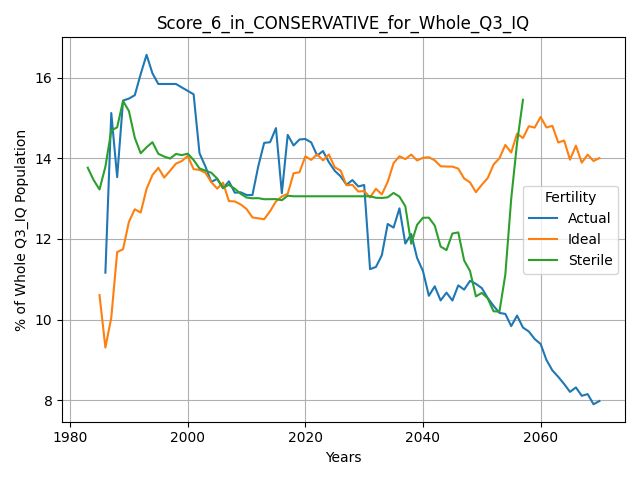 Score_6_in_CONSERVATIVE_for_Whole_Q3_IQ
% of Whole Q3_IQ Population
16
14
12
10
8
Fertility
Actual
Ideal
Sterile
1980
2000
2020
2040
2060
Years